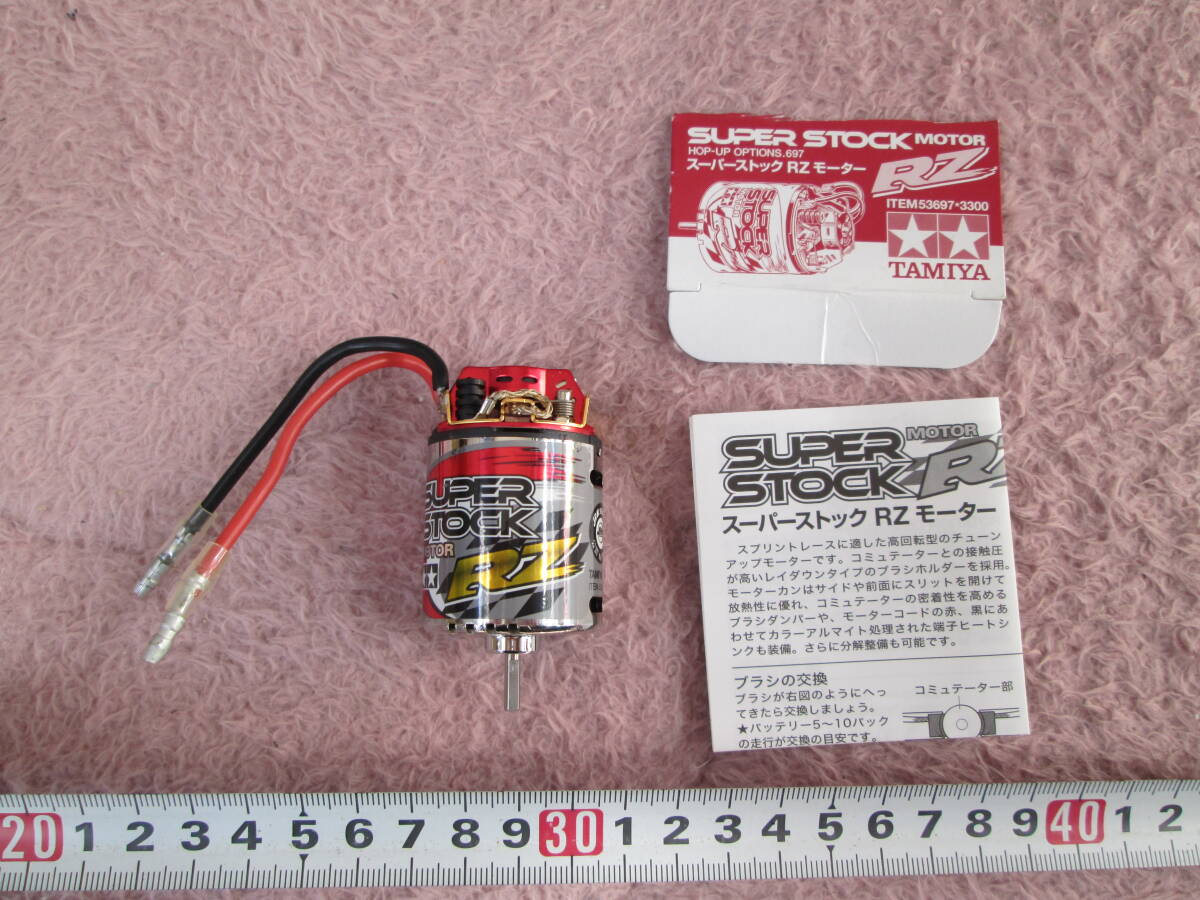 SUPER STOCK MOTOR
HOP-UP OPTIONS.697
スーパーストック RZ モーター
RZ
ITEM53697*3300
TAMIYA
SUPER
STOCK
RZ
SUPER
STOCK
MOTOR
RZ
SUPER
STOCK
MOTOR
RZ
スーパーストック RZ モーター
スプリントレースに適した高回転型のチューン
アップモーターです。コミュテーターとの接触圧
が高いレイダウンタイプのブラシホルダーを採用。
モーターカンはサイドや前面にスリットを開けて
放熱性に優れ、コミュテーターの密着性を高める
ブラシダンパーや、モーターコードの赤、黒にあ
わせてカラーアルマイト処理された端子ヒートシ
ンクも装備。さらに分解整備も可能です。
ブラシの交換
ブラシが右図のようにへっ
てきたら交換しましょう。
★バッテリー5〜10パック
の走行が交換の目安です。
コミュテーター部
20 1 2 3 4 5 6 7 8 9 30 1 2 3 4 5 6 7 8 9 40 1 2